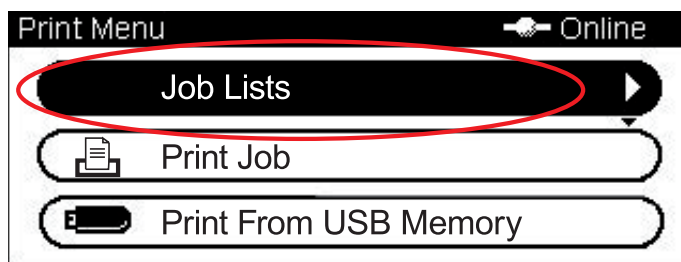 Print Menu Online
Job Lists
Print Job
Print From USB Memory